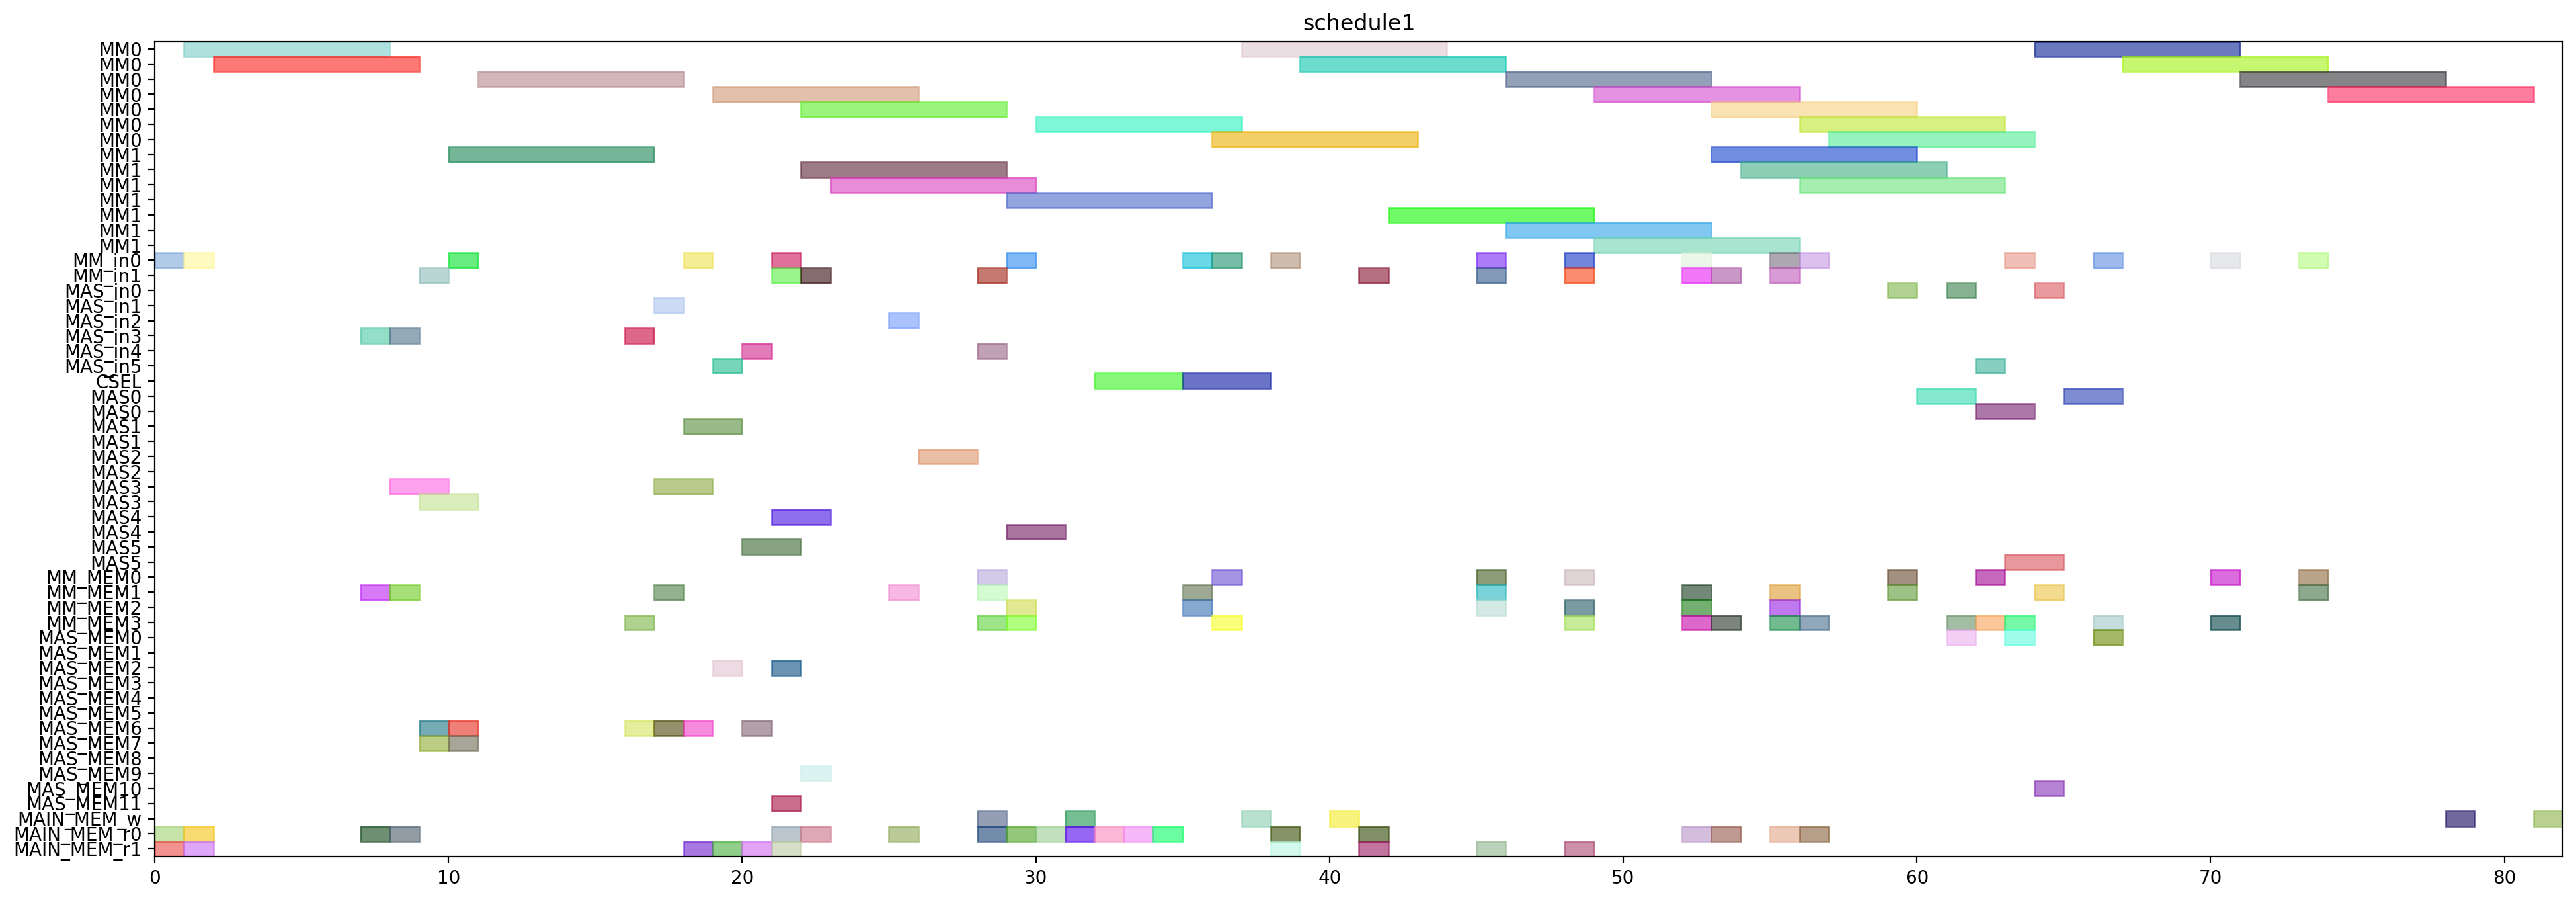 schedule1
MM0
MM0
MM0
MM0
MM0
MM0
MM0
MM1
MM1
MM1
MM1
MM1
MM1
MM1
MM_in0
MM_in1
MAS_in0
MAS_in1
MAS_in2
MAS_in3
MAS_in4
MAS_in5
CSEL
MAS0
MAS0
MAS1
MAS1
MAS2
MAS2
MAS3
MAS3
MAS4
MAS4
MAS5
MAS5
MM_MEM0
MM_MEM1
MM_MEM2
MM_MEM3
MAS_MEM0
MAS_MEM1
MAS_MEM2
MAS_MEM3
MAS_MEM4
MAS_MEM5
MAS_MEM6
MAS_MEM7
MAS_MEM8
MAS_MEM9
MAS_MEM10
MAS_MEM11
MAIN_MEM_w
MAIN_MEM_r0
MAIN_MEM_r1
0 10 20 30 40 50 60 70 80